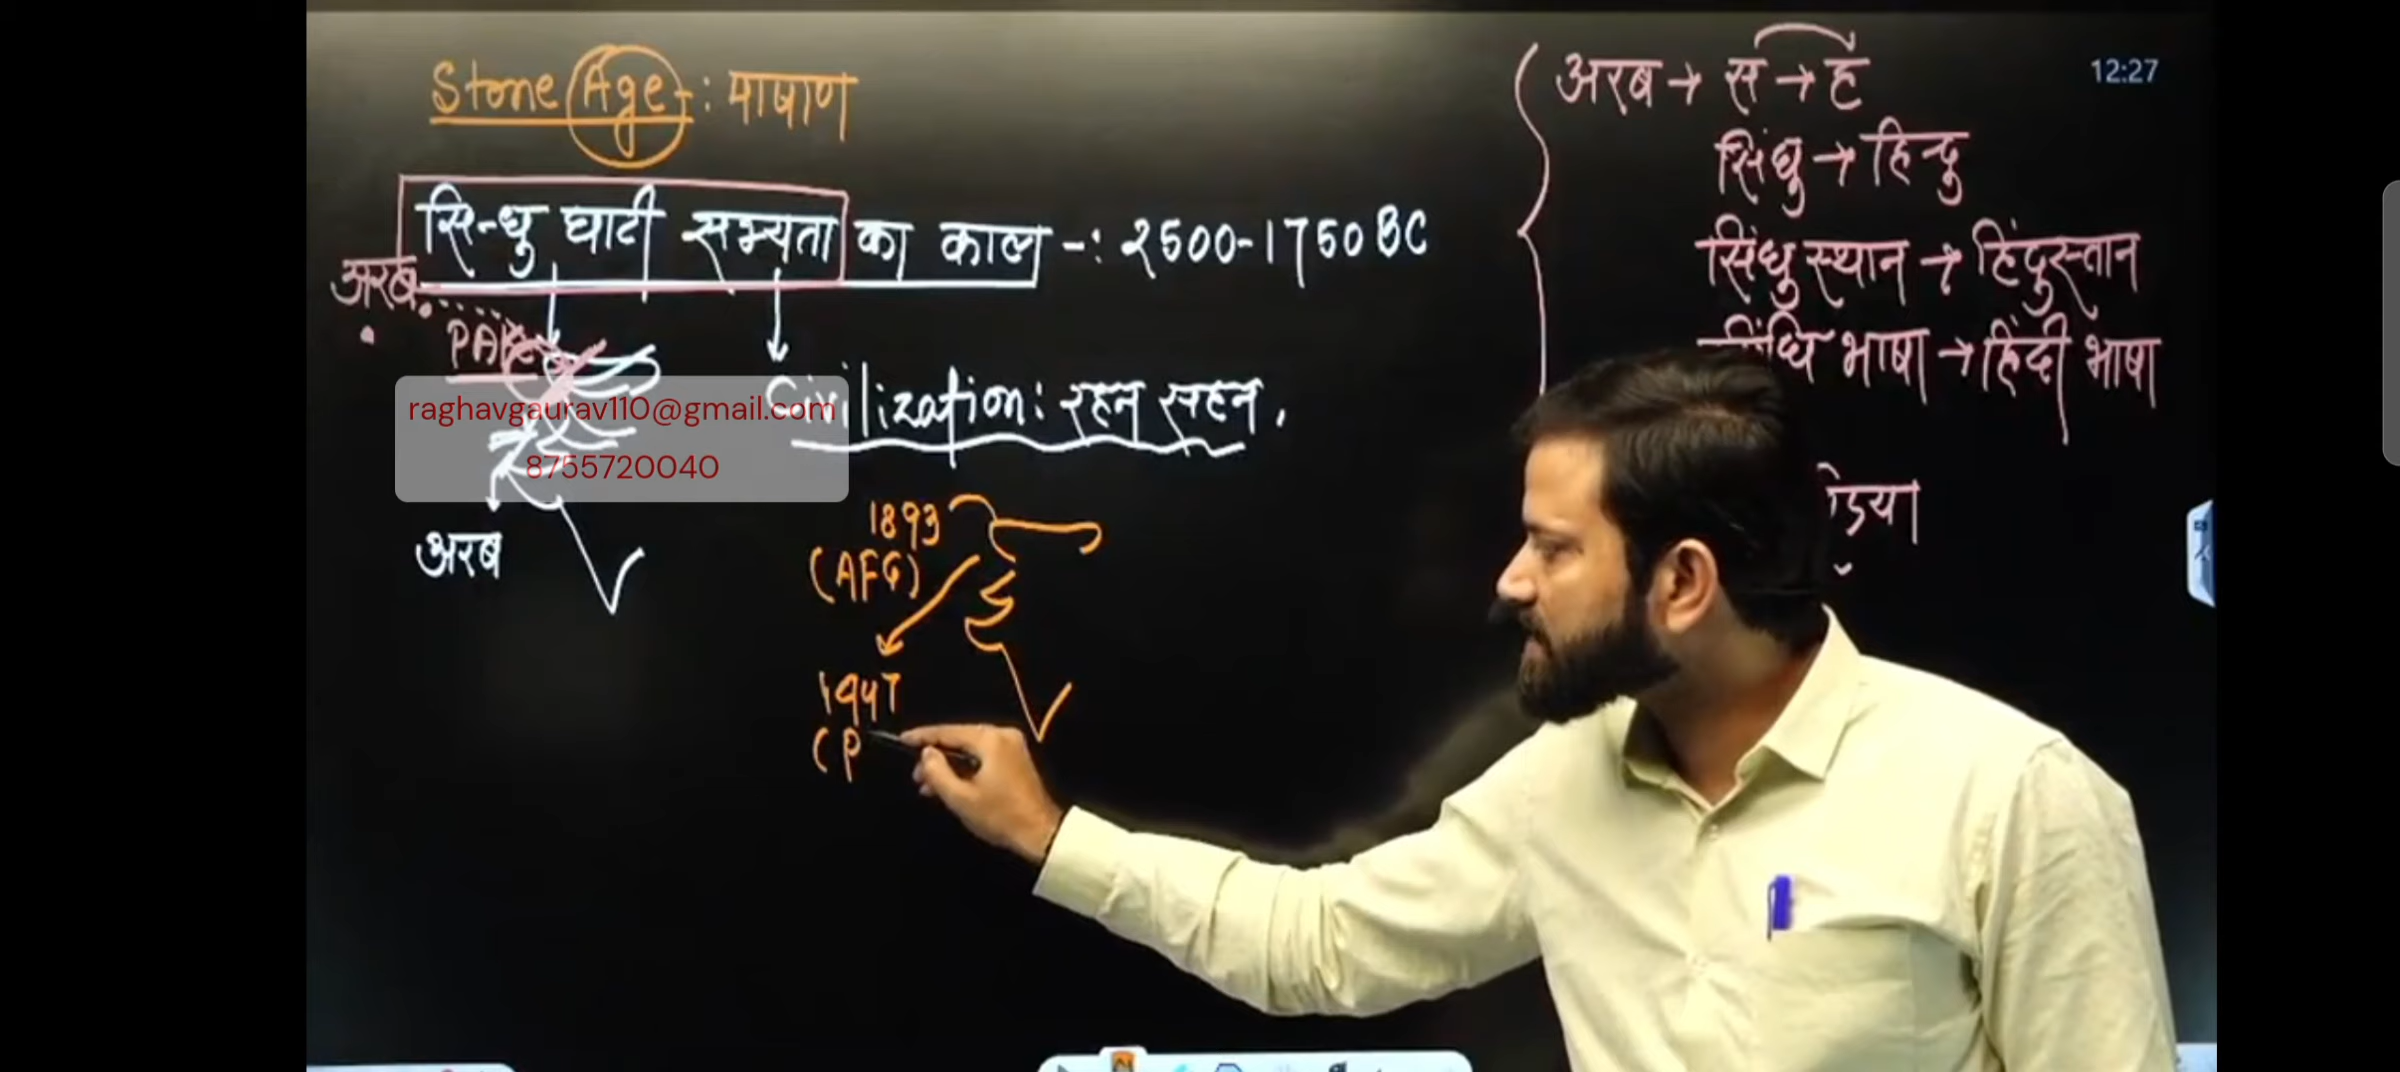 Stone Age : पाषाण
सिन्धु घाटी सभ्यता का काल -: 2500-1750 BC
अरब
PAK
Civilization : रहन सहन.
raghavgaurav110@gmail.com
8755720040
अरब
1893
(AFG)
1947
(P
अरब → स → ह
सिंधु → हिन्दु
सिंधु स्थान → हिंदुस्तान
सिंधि भाषा → हिंदी भाषा
डिया
12:27